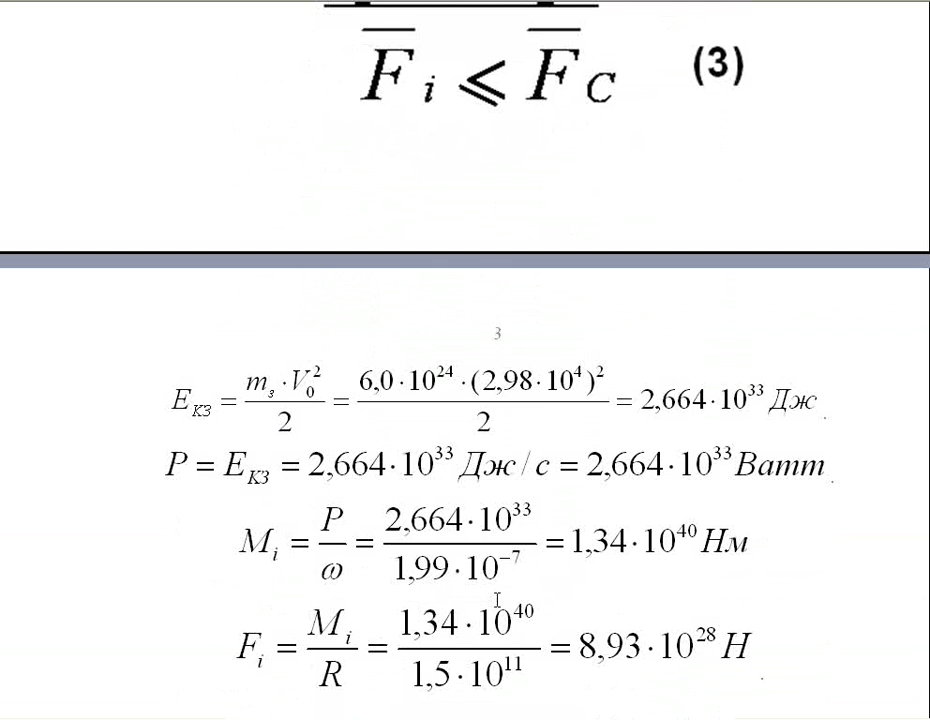 F̅ᵢ ⩽ F̅_C (3)
3
E_КЗ = m_з · V₀² / 2 = 6,0 · 10²⁴ · (2,98 · 10⁴)² / 2 = 2,664 · 10³³ Дж
P = E_КЗ = 2,664 · 10³³ Дж / с = 2,664 · 10³³ Ватт
Mᵢ = P / ω = 2,664 · 10³³ / 1,99 · 10⁻⁷ = 1,34 · 10⁴⁰ Нм
Fᵢ = Mᵢ / R = 1,34 · 10⁴⁰ / 1,5 · 10¹¹ = 8,93 · 10²⁸ Н